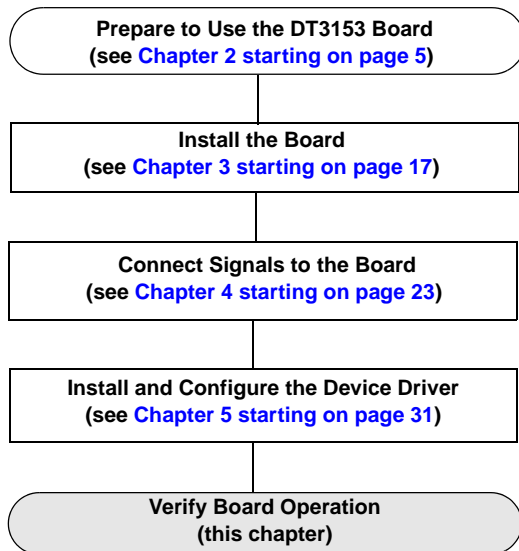 Prepare to Use the DT3153 Board
(see Chapter 2 starting on page 5)
Install the Board
(see Chapter 3 starting on page 17)
Connect Signals to the Board
(see Chapter 4 starting on page 23)
Install and Configure the Device Driver
(see Chapter 5 starting on page 31)
Verify Board Operation
(this chapter)